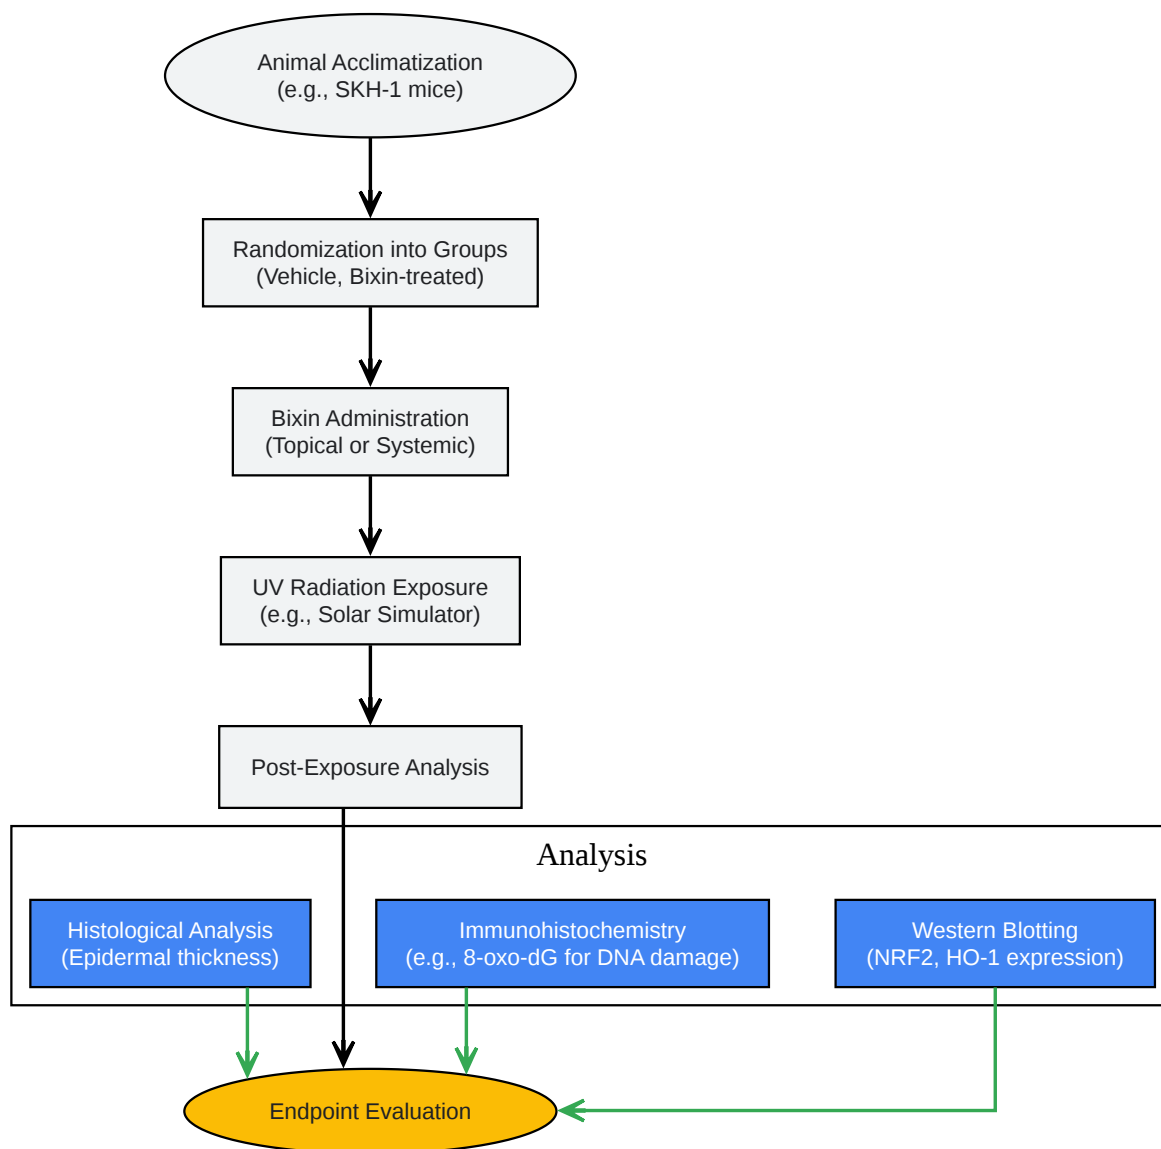 Animal Acclimatization
(e.g., SKH-1 mice)
Randomization into Groups
(Vehicle, Bixin-treated)
Bixin Administration
(Topical or Systemic)
UV Radiation Exposure
(e.g., Solar Simulator)
Post-Exposure Analysis
Analysis
Histological Analysis
(Epidermal thickness)
Immunohistochemistry
(e.g., 8-oxo-dG for DNA damage)
Western Blotting
(NRF2, HO-1 expression)
Endpoint Evaluation